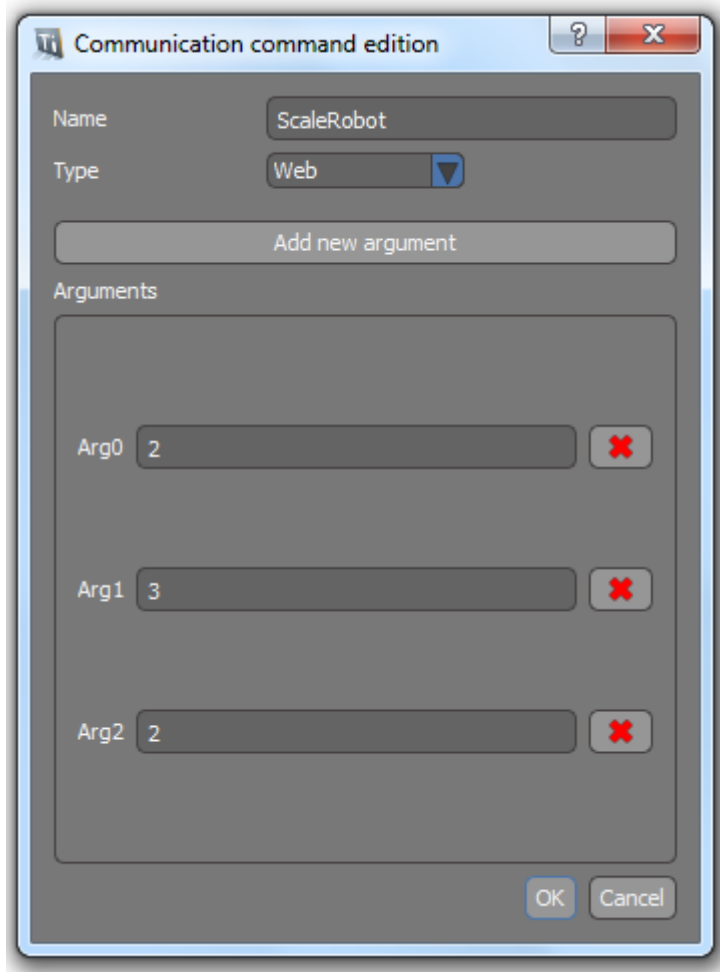 Ti Communication command edition ?
Name ScaleRobot
Type Web
Add new argument
Arguments
Arg0 2
Arg1 3
Arg2 2
OK Cancel